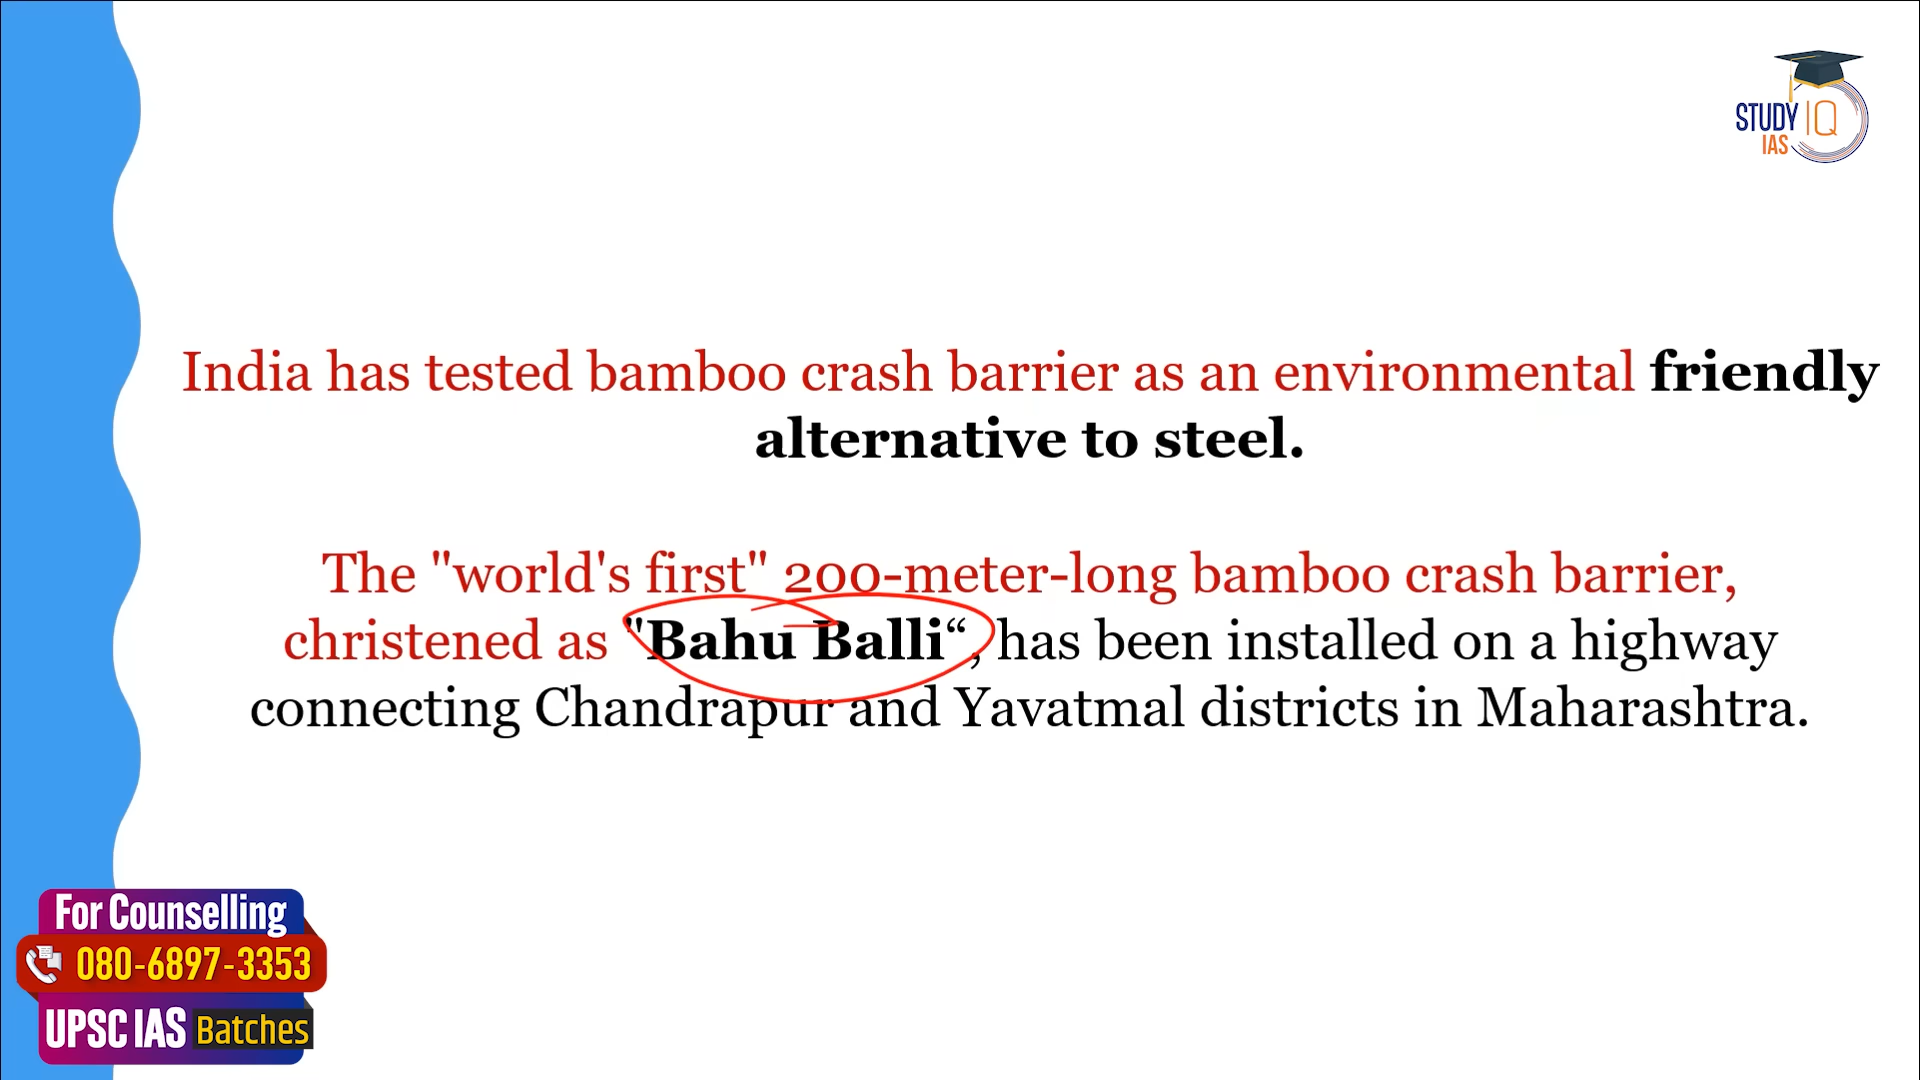 STUDY IQ
IAS
India has tested bamboo crash barrier as an environmental friendly
alternative to steel.
The "world's first" 200-meter-long bamboo crash barrier,
christened as "Bahu Balli“, has been installed on a highway
connecting Chandrapur and Yavatmal districts in Maharashtra.
For Counselling
080-6897-3353
UPSC IAS Batches